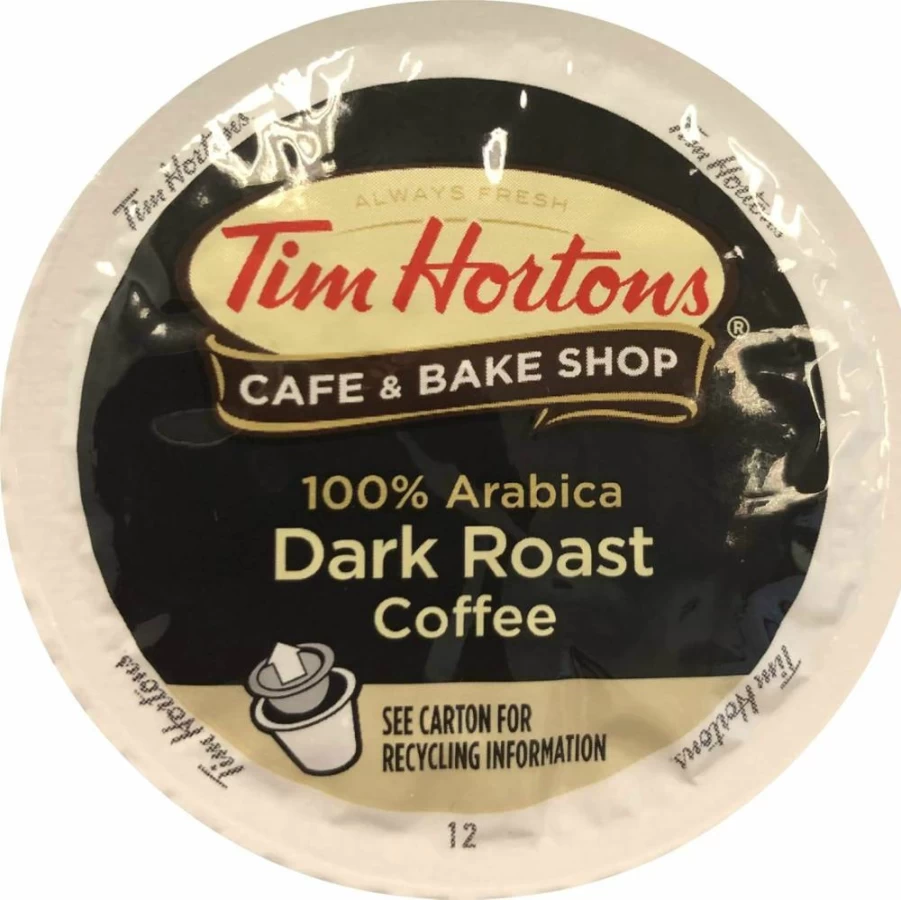 Tim Hortons
Tim Hortons
ALWAYS FRESH
Tim Hortons
®
CAFE & BAKE SHOP
100% Arabica
Dark Roast
Coffee
SEE CARTON FOR
RECYCLING INFORMATION
Tim Hortons
Tim Hortons
12